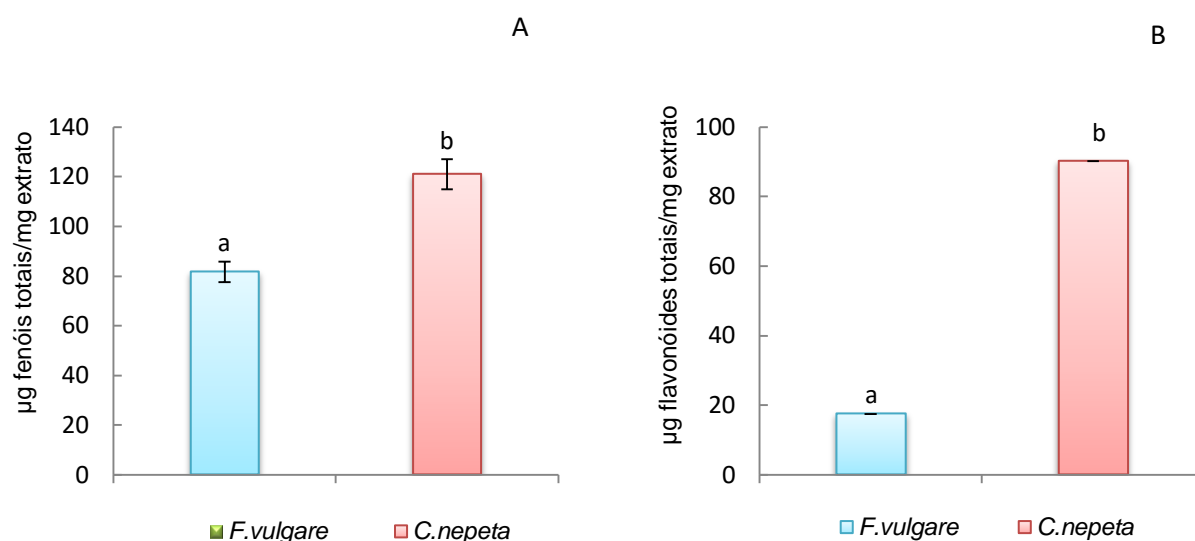 A
µg fenóis totais/mg extrato
140
120
100
80
60
40
20
0
a
b
F.vulgare C.nepeta
B
µg flavonóides totais/mg extrato
100
80
60
40
20
0
a
b
F.vulgare C.nepeta